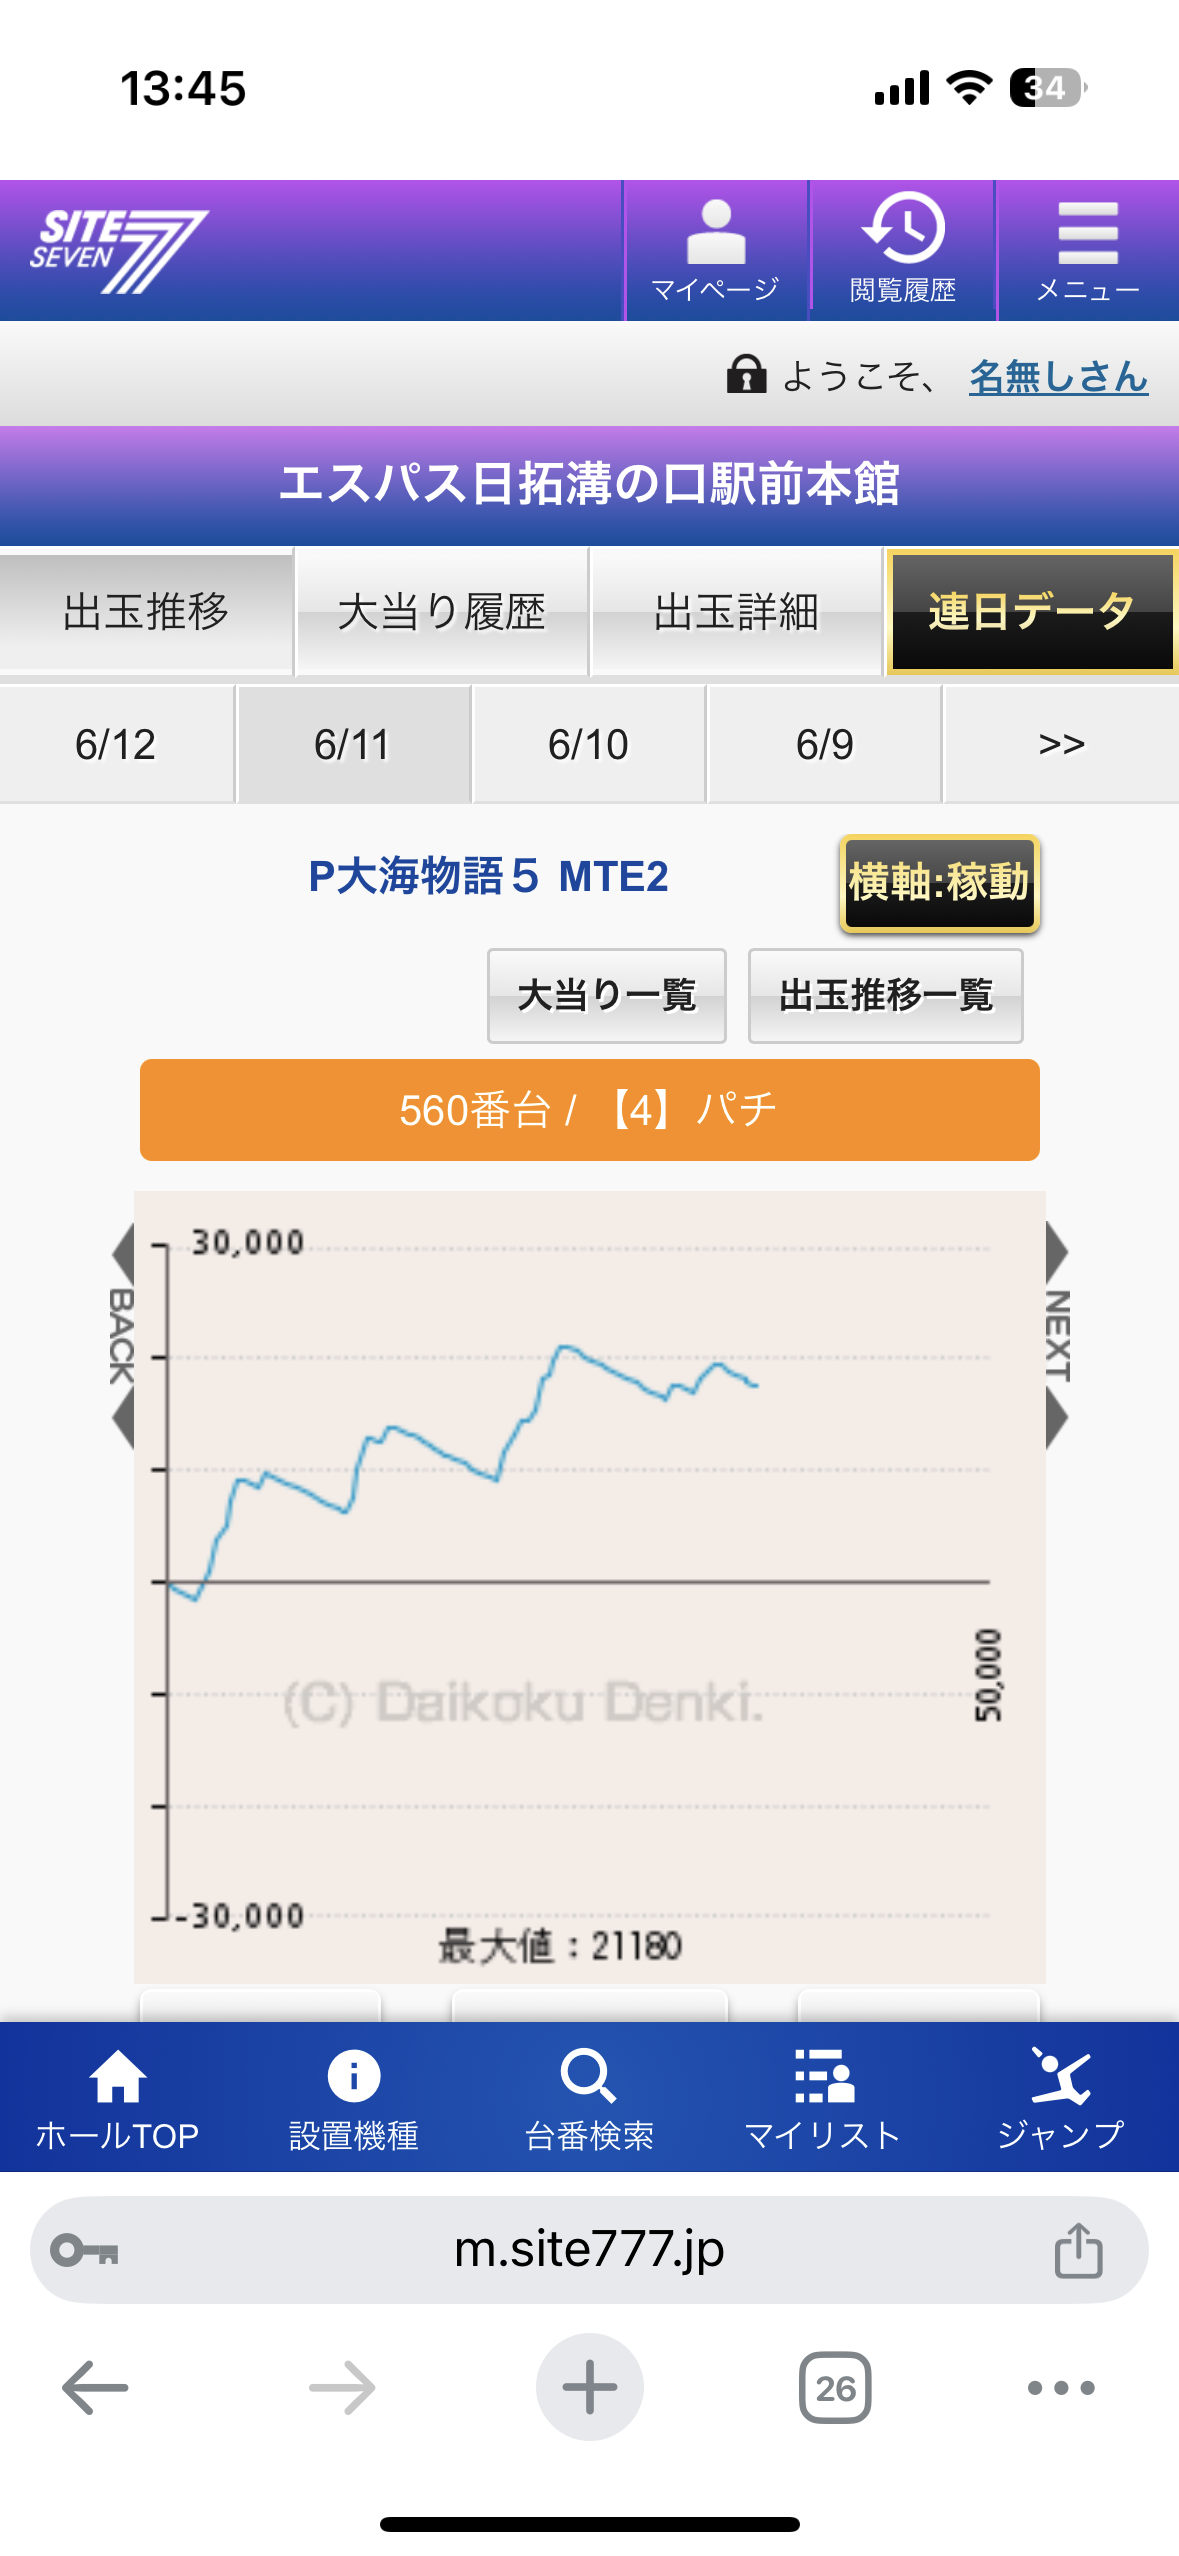 13:45
34
SITE
SEVEN
マイページ
閲覧履歴
メニュー
ようこそ、 名無しさん
エスパス日拓溝の口駅前本館
出玉推移
大当り履歴
出玉詳細
連日データ
6/12
6/11
6/10
6/9
>>
P大海物語５ MTE2
横軸:稼動
大当り一覧
出玉推移一覧
560番台 / 【4】パチ
30,000
BACK
NEXT
50,000
(C) Daikoku Denki.
-30,000
最大値：21180
ホールTOP
設置機種
台番検索
マイリスト
ジャンプ
m.site777.jp
26